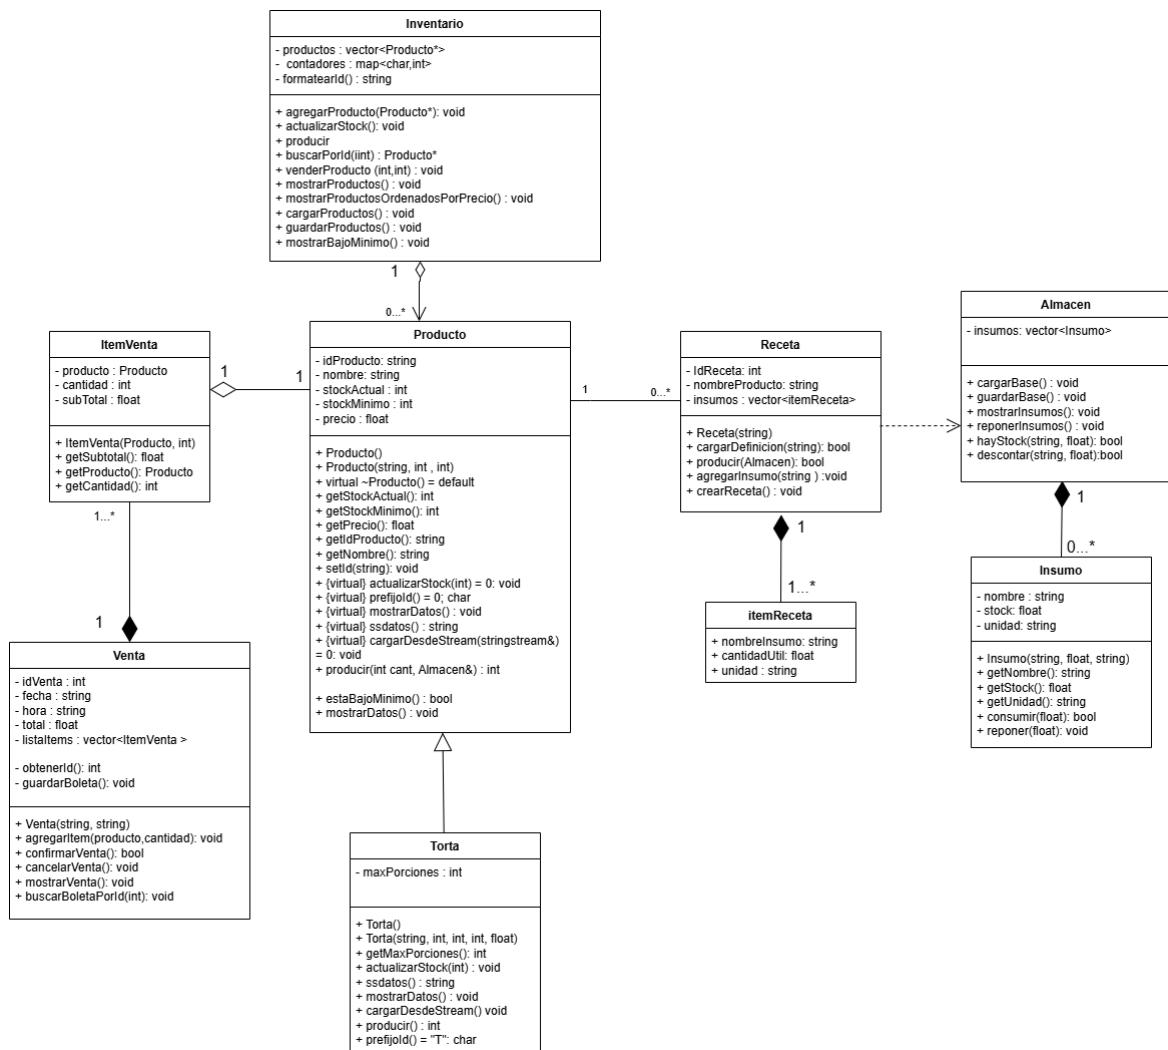 Inventario
- productos : vector<Producto*>
- contadores : map<char,int>
- formatearId() : string
+ agregarProducto(Producto*): void
+ actualizarStock(): void
+ producir
+ buscarPorId(iint) : Producto*
+ venderProducto (int,int) : void
+ mostrarProductos() : void
+ mostrarProductosOrdenadosPorPrecio() : void
+ cargarProductos() : void
+ guardarProductos() : void
+ mostrarBajoMinimo() : void
1
0...*
ItemVenta
- producto : Producto
- cantidad : int
- subTotal : float
+ ItemVenta(Producto, int)
+ getSubtotal(): float
+ getProducto(): Producto
+ getCantidad(): int
1
1
1...*
1
Producto
- idProducto: string
- nombre: string
- stockActual : int
- stockMinimo : int
- precio : float
+ Producto()
+ Producto(string, int , int)
+ virtual ~Producto() = default
+ getStockActual(): int
+ getStockMinimo(): int
+ getPrecio(): float
+ getIdProducto(): string
+ getNombre(): string
+ setId(string): void
+ {virtual} actualizarStock(int) = 0: void
+ {virtual} prefijoId() = 0; char
+ {virtual} mostrarDatos() : void
+ {virtual} ssdatos() : string
+ {virtual} cargarDesdeStream(stringstream&)
= 0: void
+ producir(int cant, Almacen&) : int
+ estaBajoMinimo() : bool
+ mostrarDatos() : void
1
0...*
Receta
- IdReceta: int
- nombreProducto: string
- insumos : vector<itemReceta>
+ Receta(string)
+ cargarDefinicion(string): bool
+ producir(Almacen): bool
+ agregarInsumo(string ) :void
+ crearReceta() : void
1
1...*
itemReceta
+ nombreInsumo: string
+ cantidadUtil: float
+ unidad : string
Almacen
- insumos: vector<Insumo>
+ cargarBase() : void
+ guardarBase() : void
+ mostrarInsumos(): void
+ reponerInsumos() : void
+ hayStock(string, float): bool
+ descontar(string, float):bool
1
0...*
Insumo
- nombre : string
- stock: float
- unidad: string
+ Insumo(string, float, string)
+ getNombre(): string
+ getStock(): float
+ getUnidad(): string
+ consumir(float): bool
+ reponer(float): void
Venta
- idVenta : int
- fecha : string
- hora : string
- total : float
- listaItems : vector<ItemVenta >
- obtenerId(): int
- guardarBoleta(): void
+ Venta(string, string)
+ agregarItem(producto,cantidad): void
+ confirmarVenta(): bool
+ cancelarVenta(): void
+ mostrarVenta(): void
+ buscarBoletaPorId(int): void
Torta
- maxPorciones : int
+ Torta()
+ Torta(string, int, int, int, float)
+ getMaxPorciones(): int
+ actualizarStock(int) : void
+ ssdatos() : string
+ mostrarDatos() : void
+ cargarDesdeStream() void
+ producir() : int
+ prefijoId() = "T": char